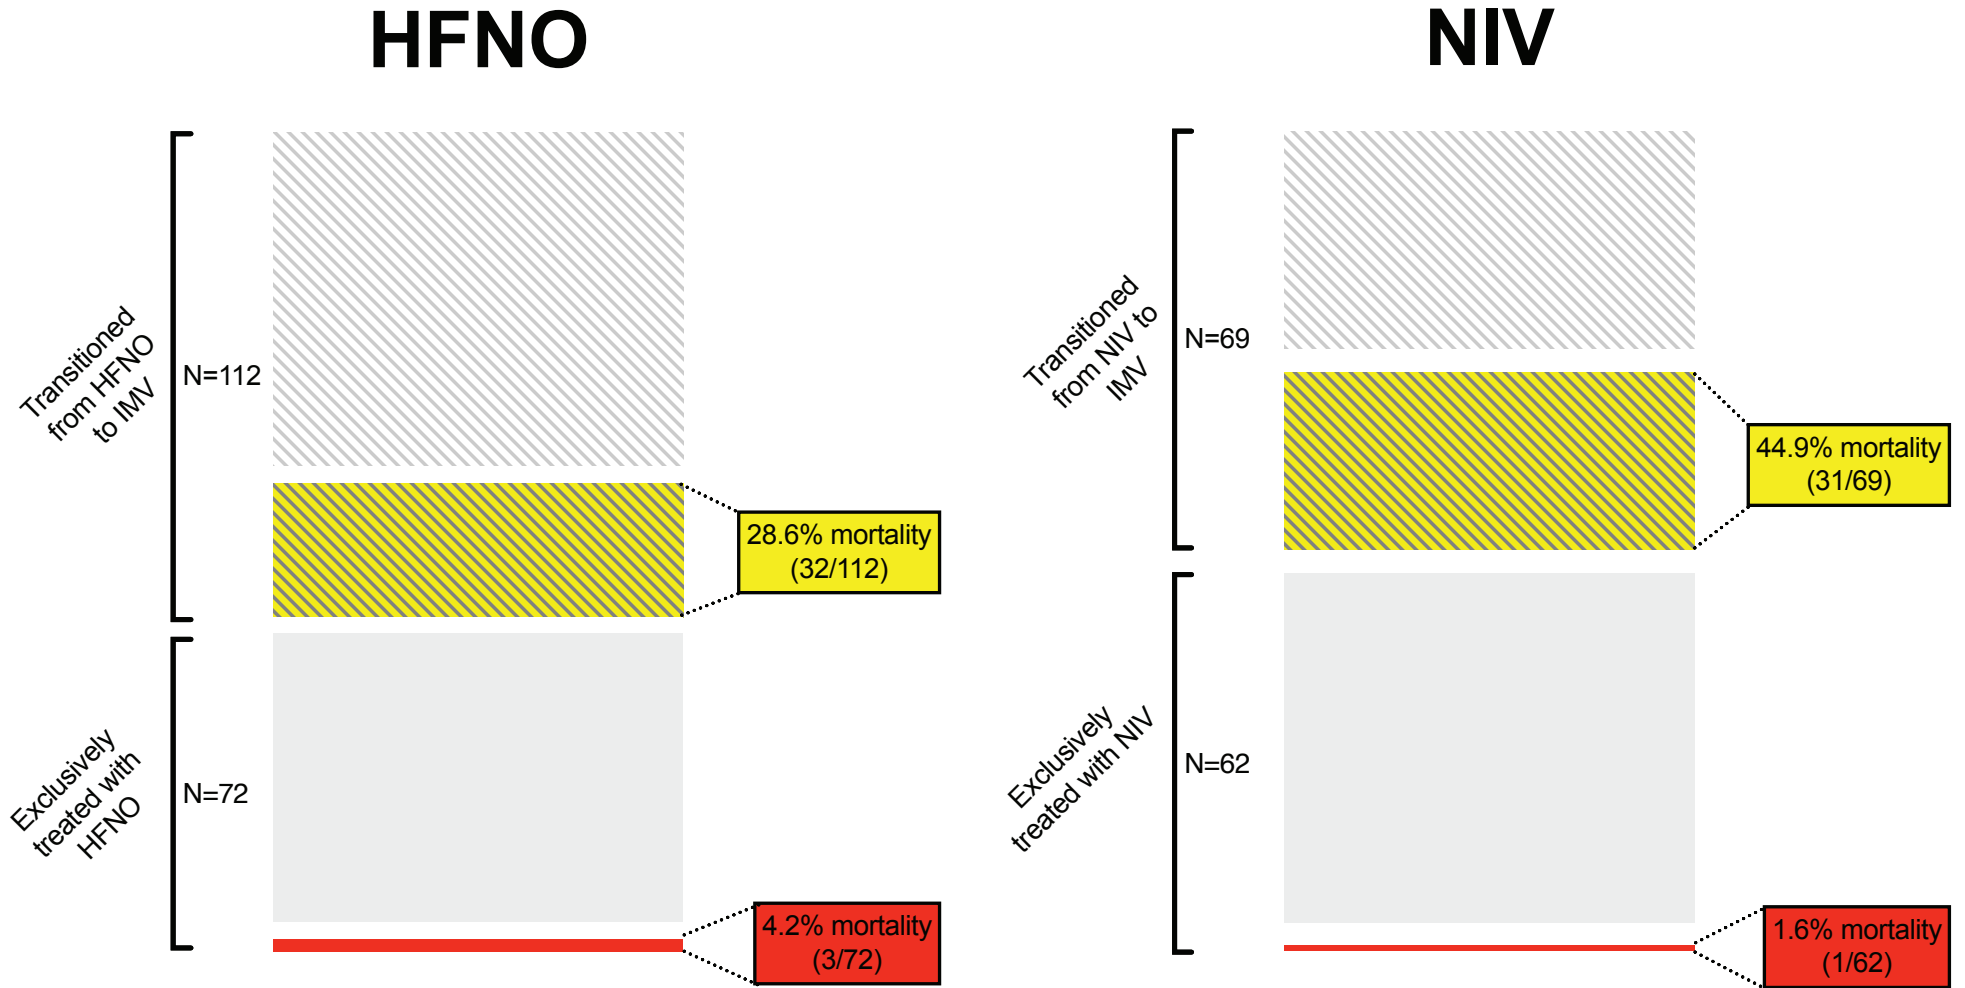 HFNO
Transitioned
from HFNO
to IMV
N=112
28.6% mortality
(32/112)
Exclusively
treated with
HFNO
N=72
4.2% mortality
(3/72)
NIV
Transitioned
from NIV to
IMV
N=69
44.9% mortality
(31/69)
Exclusively
treated with NIV
N=62
1.6% mortality
(1/62)